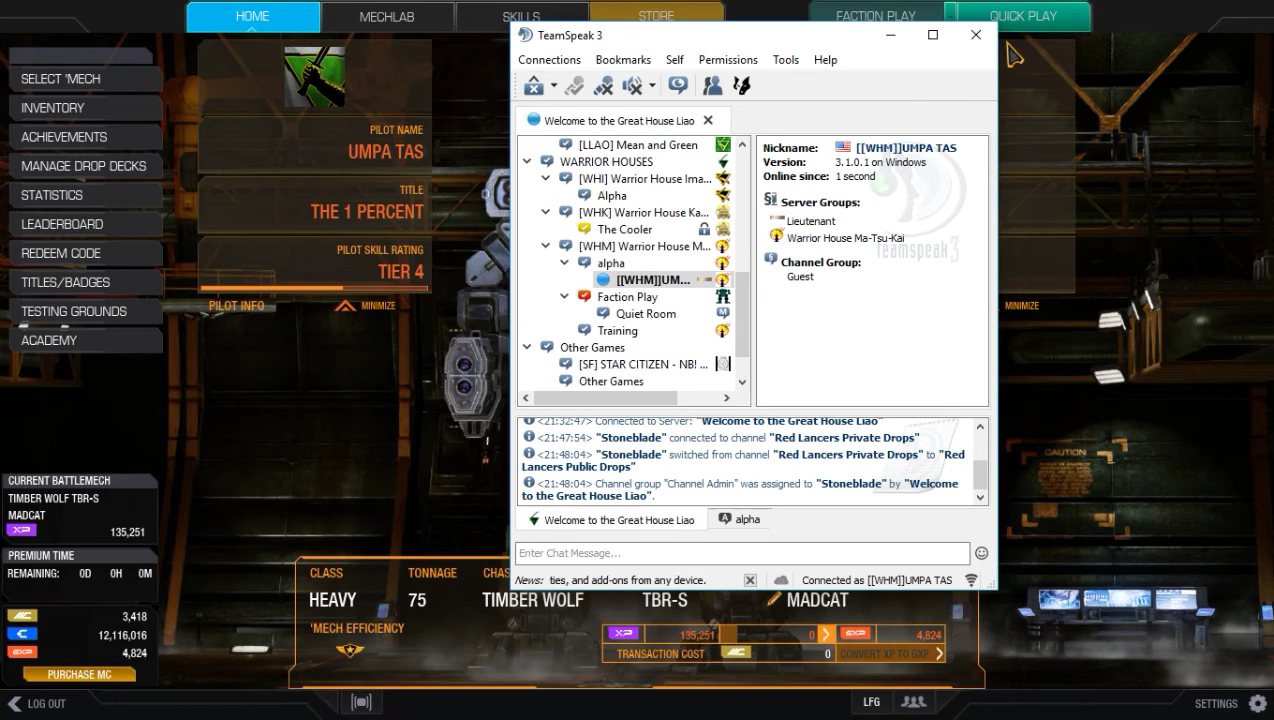 HOME
MECHLAB
SKILLS
STORE
FACTION PLAY
QUICK PLAY
SELECT 'MECH
INVENTORY
ACHIEVEMENTS
MANAGE DROP DECKS
STATISTICS
LEADERBOARD
REDEEM CODE
TITLES/BADGES
TESTING GROUNDS
ACADEMY
PILOT NAME
UMPA TAS
TITLE
THE 1 PERCENT
PILOT SKILL RATING
TIER 4
PILOT INFO
MINIMIZE
TeamSpeak 3
Connections Bookmarks Self Permissions Tools Help
Welcome to the Great House Liao
[LLAO] Mean and Green
WARRIOR HOUSES
[WHI] Warrior House Ima...
Alpha
[WHK] Warrior House Ka...
The Cooler
[WHM] Warrior House M...
alpha
[[WHM]]UM...
Faction Play
Quiet Room
Training
Other Games
[SF] STAR CITIZEN - NB! ...
Other Games
Nickname: [[WHM]]UMPA TAS
Version: 3.1.0.1 on Windows
Online since: 1 second
Server Groups:
Lieutenant
Warrior House Ma-Tsu-Kai
Channel Group:
Guest
teamspeak3
MINIMIZE
<21:32:47> Connected to Server: "Welcome to the Great House Liao"
<21:47:54> "Stoneblade" connected to channel "Red Lancers Private Drops"
<21:48:04> "Stoneblade" switched from channel "Red Lancers Private Drops" to "Red
Lancers Public Drops"
<21:48:04> Channel group "Channel Admin" was assigned to "Stoneblade" by "Welcome
to the Great House Liao".
Welcome to the Great House Liao
alpha
Enter Chat Message...
News: ties, and add-ons from any device.
Connected as [[WHM]]UMPA TAS
CAUTION
CURRENT BATTLEMECH
TIMBER WOLF TBR-S
MADCAT
XP 135,251
PREMIUM TIME
REMAINING: 0D 0H 0M
MC 3,418
C 12,116,016
GXP 4,824
PURCHASE MC
CLASS
TONNAGE
CHAS
HEAVY
75
TIMBER WOLF
TBR-S
MADCAT
'MECH EFFICIENCY
XP 135,251 0 GXP 4,824
TRANSACTION COST MC 0 CONVERT XP TO GXP
LOG OUT
LFG
SETTINGS